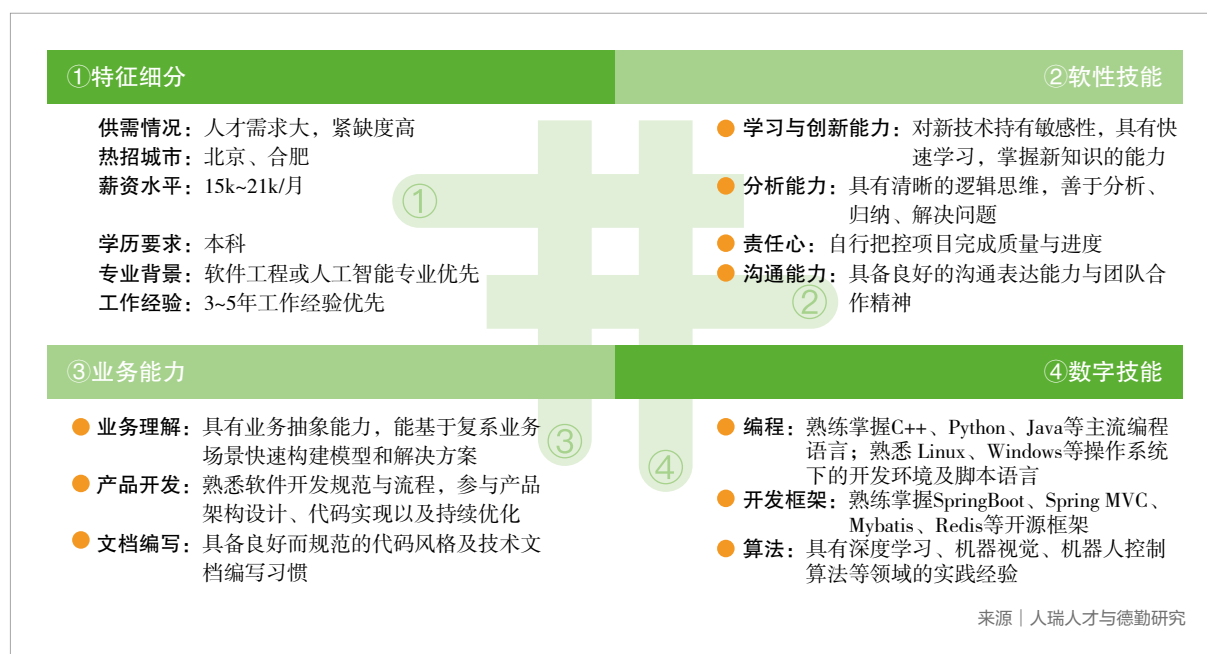 ①特征细分
供需情况：人才需求大，紧缺度高
热招城市：北京、合肥
薪资水平：15k~21k/月
学历要求：本科
专业背景：软件工程或人工智能专业优先
工作经验：3~5年工作经验优先
①
②软性技能
学习与创新能力：对新技术持有敏感性，具有快
速学习，掌握新知识的能力
分析能力：具有清晰的逻辑思维，善于分析、
归纳、解决问题
责任心：自行把控项目完成质量与进度
沟通能力：具备良好的沟通表达能力与团队合
作精神
②
③业务能力
业务理解：具有业务抽象能力，能基于复系业务
场景快速构建模型和解决方案
产品开发：熟悉软件开发规范与流程，参与产品
架构设计、代码实现以及持续优化
文档编写：具备良好而规范的代码风格及技术文
档编写习惯
③
④数字技能
编程：熟练掌握C++、Python、Java等主流编程
语言；熟悉 Linux、Windows等操作系统
下的开发环境及脚本语言
开发框架：熟练掌握SpringBoot、Spring MVC、
Mybatis、Redis等开源框架
算法：具有深度学习、机器视觉、机器人控制
算法等领域的实践经验
④
来源｜人瑞人才与德勤研究